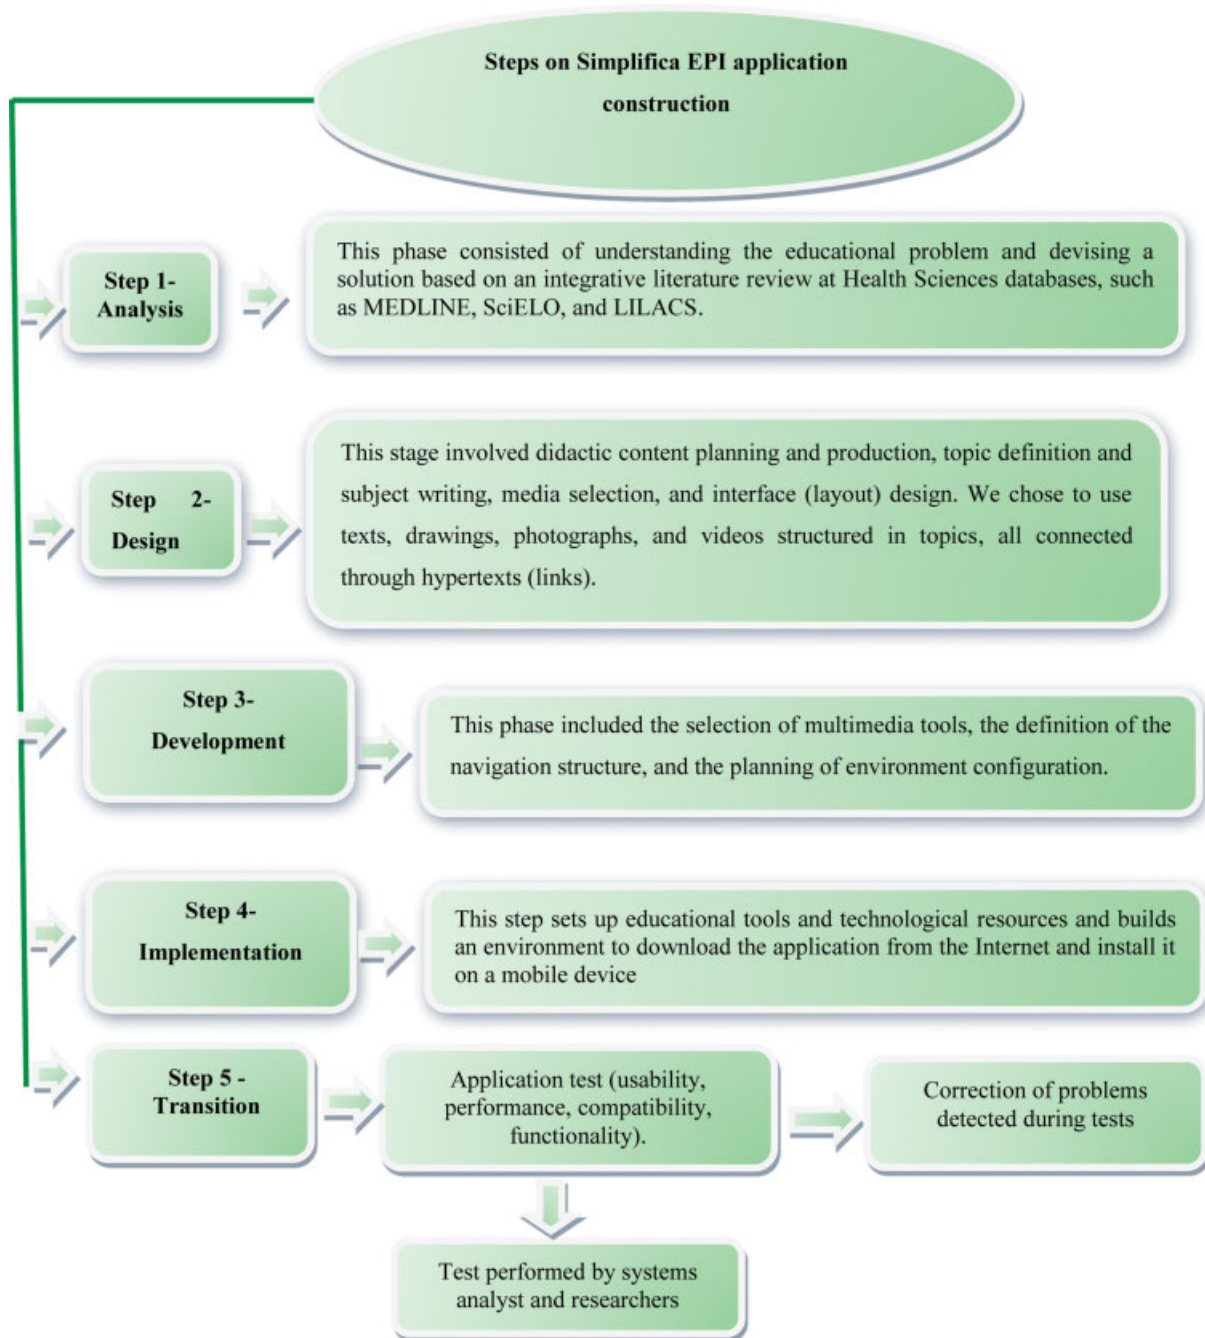 Steps on Simplifica EPI application
construction
Step 1-
Analysis
This phase consisted of understanding the educational problem and devising a
solution based on an integrative literature review at Health Sciences databases, such
as MEDLINE, SciELO, and LILACS.
Step 2-
Design
This stage involved didactic content planning and production, topic definition and
subject writing, media selection, and interface (layout) design. We chose to use
texts, drawings, photographs, and videos structured in topics, all connected
through hypertexts (links).
Step 3-
Development
This phase included the selection of multimedia tools, the definition of the
navigation structure, and the planning of environment configuration.
Step 4-
Implementation
This step sets up educational tools and technological resources and builds
an environment to download the application from the Internet and install it
on a mobile device
Step 5 -
Transition
Application test (usability,
performance, compatibility,
functionality).
Correction of problems
detected during tests
Test performed by systems
analyst and researchers